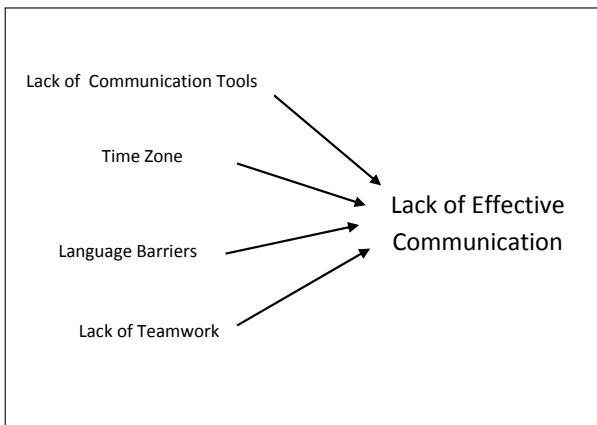 Lack of  Communication Tools
Time Zone
Language Barriers
Lack of Teamwork
Lack of Effective
Communication